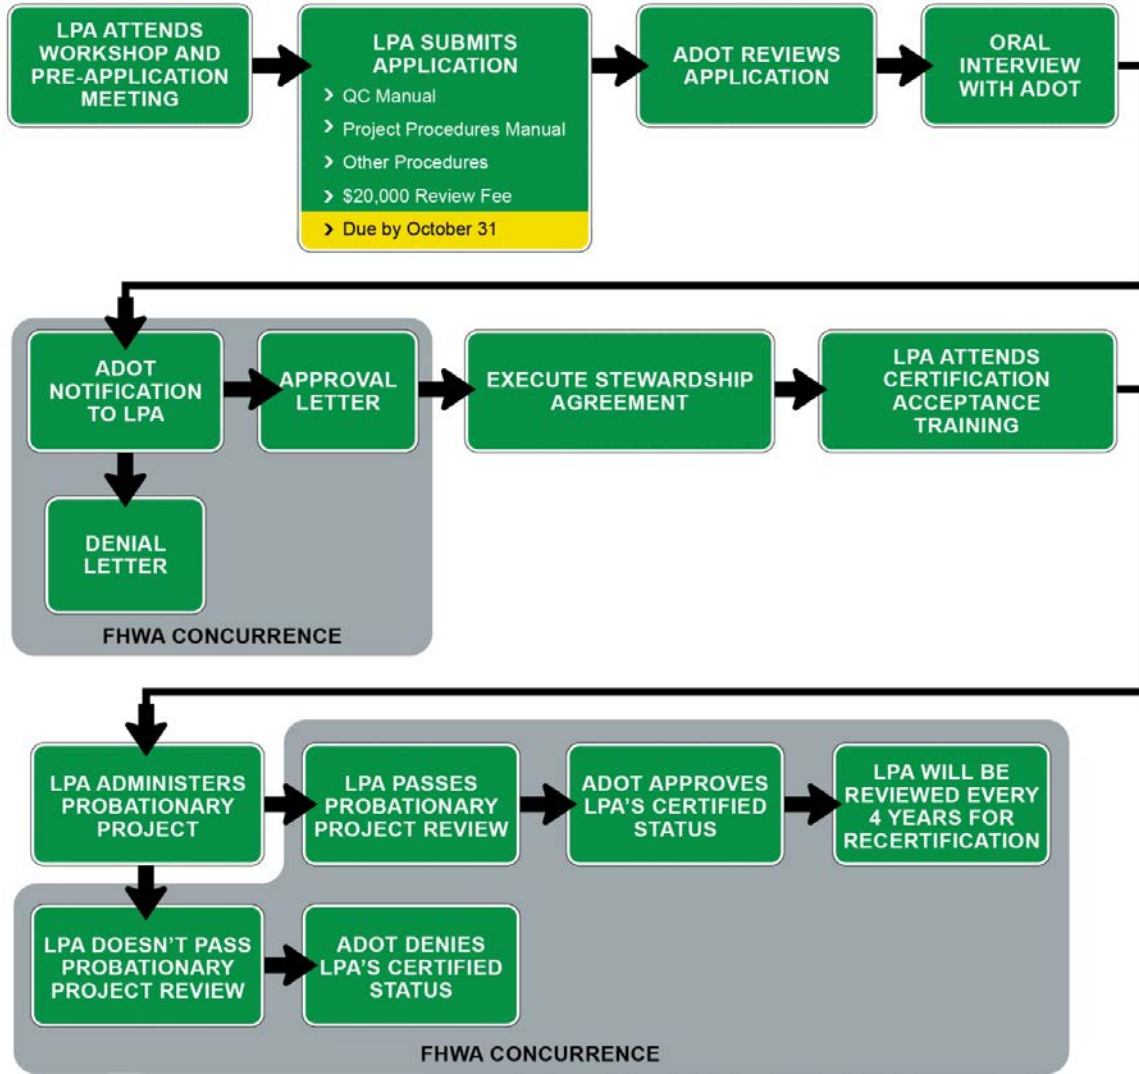 LPA ATTENDS
WORKSHOP AND
PRE-APPLICATION
MEETING
LPA SUBMITS
APPLICATION
› QC Manual
› Project Procedures Manual
› Other Procedures
› $20,000 Review Fee
› Due by October 31
ADOT REVIEWS
APPLICATION
ORAL
INTERVIEW
WITH ADOT
ADOT
NOTIFICATION
TO LPA
APPROVAL
LETTER
EXECUTE STEWARDSHIP
AGREEMENT
LPA ATTENDS
CERTIFICATION
ACCEPTANCE
TRAINING
DENIAL
LETTER
FHWA CONCURRENCE
LPA ADMINISTERS
PROBATIONARY
PROJECT
LPA PASSES
PROBATIONARY
PROJECT REVIEW
ADOT APPROVES
LPA'S CERTIFIED
STATUS
LPA WILL BE
REVIEWED EVERY
4 YEARS FOR
RECERTIFICATION
LPA DOESN'T PASS
PROBATIONARY
PROJECT REVIEW
ADOT DENIES
LPA'S CERTIFIED
STATUS
FHWA CONCURRENCE